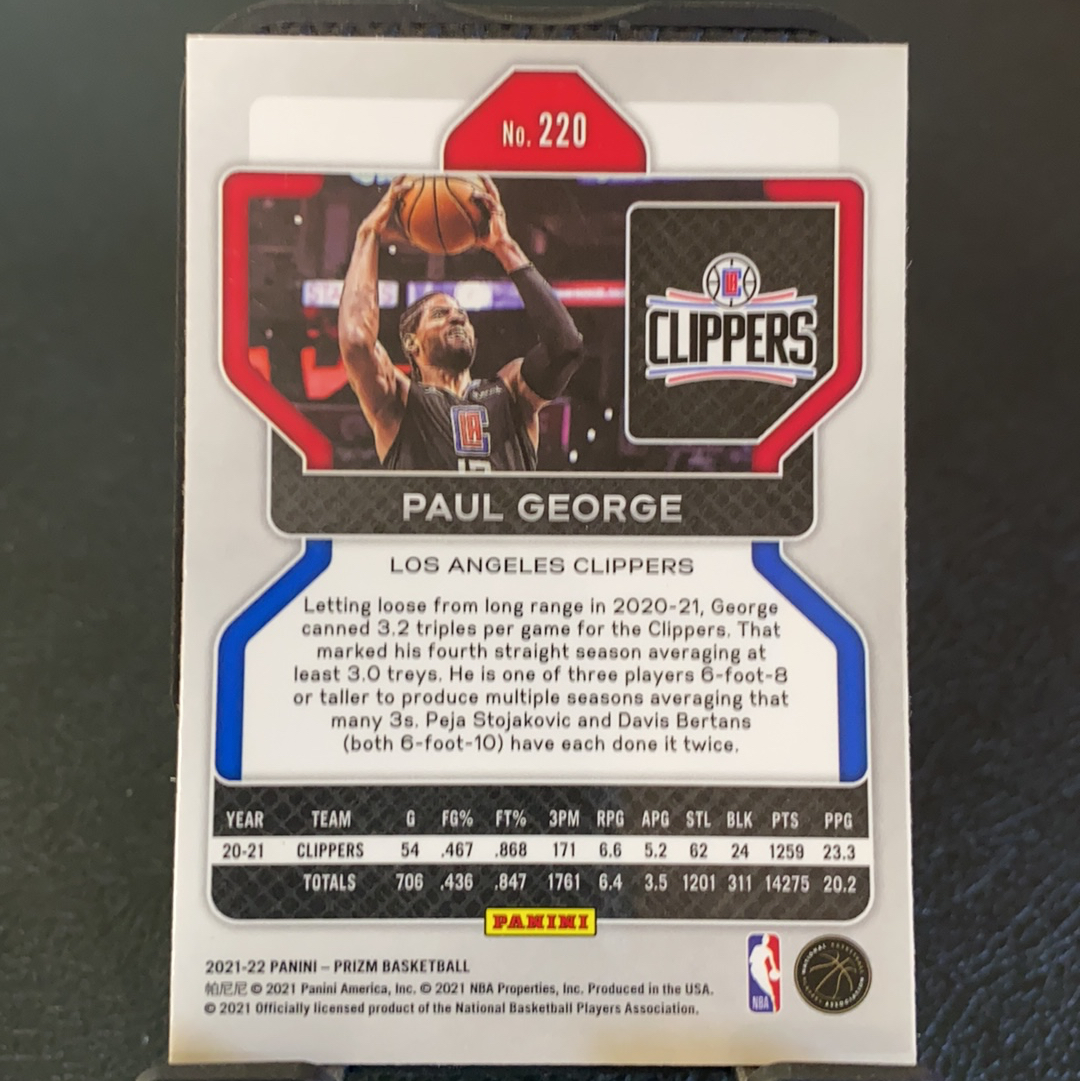 No. 220
LA
CLIPPERS
PAUL GEORGE
LOS ANGELES CLIPPERS
Letting loose from long range in 2020-21, George
canned 3.2 triples per game for the Clippers. That
marked his fourth straight season averaging at
least 3.0 treys. He is one of three players 6-foot-8
or taller to produce multiple seasons averaging that
many 3s. Peja Stojakovic and Davis Bertans
(both 6-foot-10) have each done it twice.
YEAR TEAM G FG% FT% 3PM RPG APG STL BLK PTS PPG
20-21 CLIPPERS 54 .467 .868 171 6.6 5.2 62 24 1259 23.3
TOTALS 706 .436 .847 1761 6.4 3.5 1201 311 14275 20.2
PANINI
2021-22 PANINI – PRIZM BASKETBALL
帕尼尼 © 2021 Panini America, Inc. © 2021 NBA Properties, Inc. Produced in the USA.
© 2021 Officially licensed product of the National Basketball Players Association.
NBA
NATIONAL BASKETBALL
PLAYERS ASSOCIATION